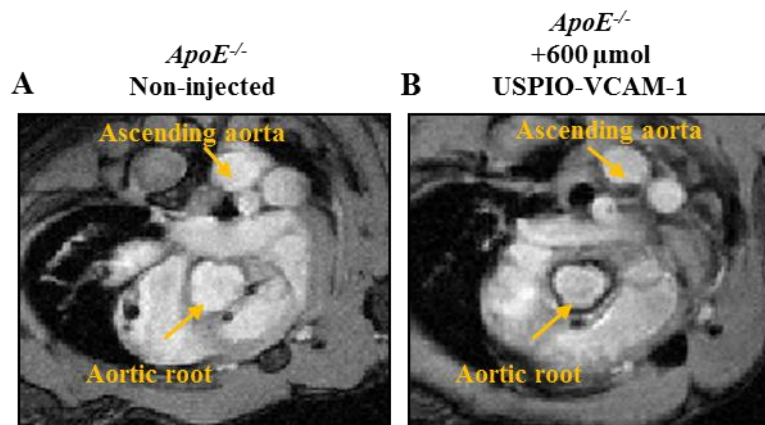 A
ApoE-/-
Non-injected
Ascending aorta
Aortic root
B
ApoE-/-
+600 µmol
USPIO-VCAM-1
Ascending aorta
Aortic root